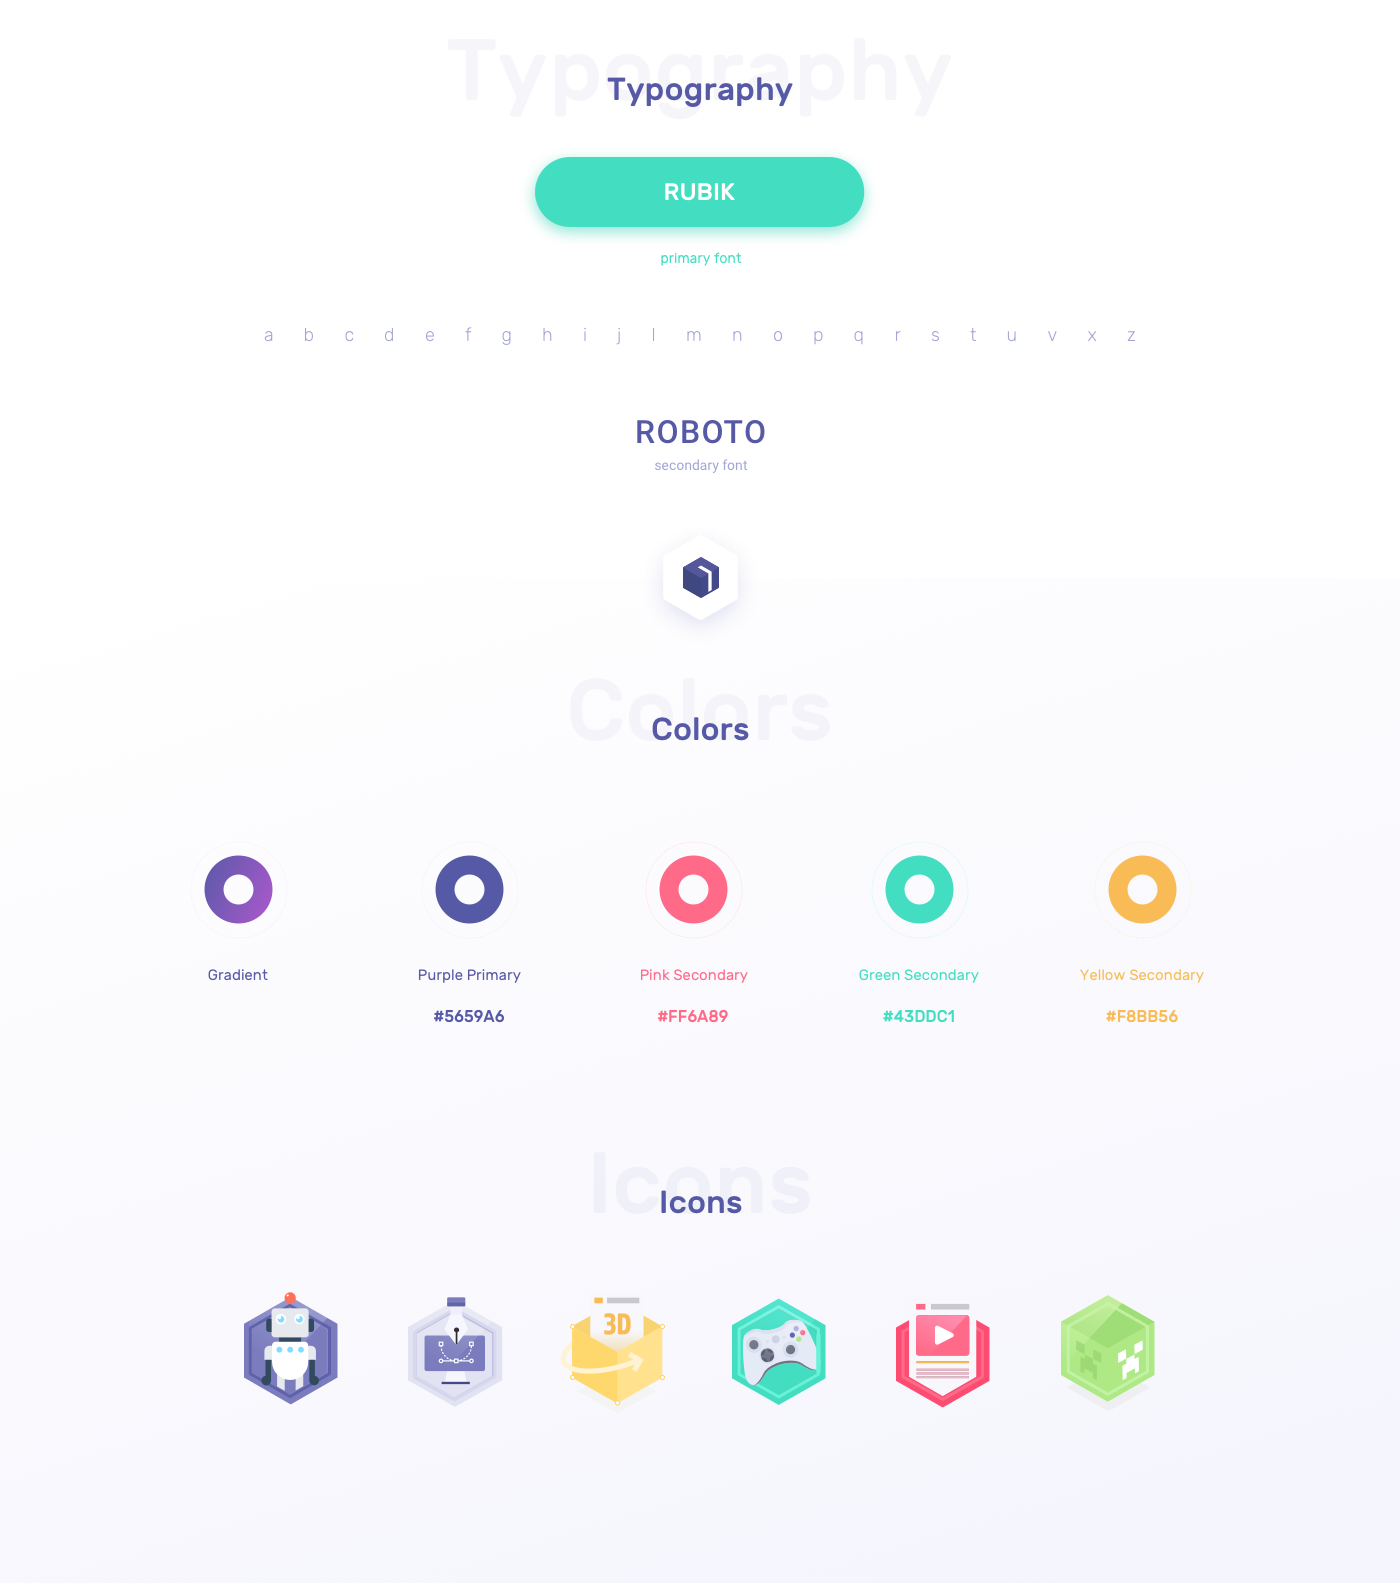 Typography
Typography
RUBIK
primary font
a b c d e f g h i j l m n o p q r s t u v x z
ROBOTO
secondary font
Colors
Colors
Gradient
Purple Primary
Pink Secondary
Green Secondary
Yellow Secondary
#5659A6
#FF6A89
#43DDC1
#F8BB56
Icons
Icons
3D